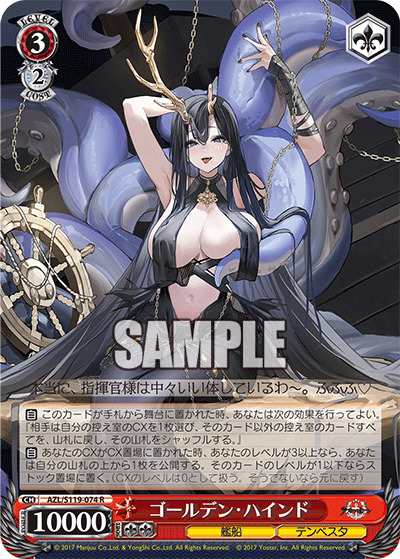 LEVEL
3
2
COST
SAMPLE
本当に、指揮官様は中々いい体しているわ～。ふふふ♡
自 このカードが手札から舞台に置かれた時、あなたは次の効果を行ってよい。
『相手は自分の控え室のCXを1枚選び、そのカード以外の控え室のカードすべ
てを、山札に戻し、その山札をシャッフルする。』
自 あなたのCXがCX置場に置かれた時、あなたのレベルが3以上なら、あなた
は自分の山札の上から1枚を公開する。そのカードのレベルが1以下ならス
トック置場に置く。（CXのレベルは0として扱う。そうでないなら元に戻す）
CH AZL/S119-074 R
ゴールデン・ハインド
10000
艦船
テンペスタ
© 2017 Manjuu Co.,Ltd. & YongShi Co.,Ltd. All Rights Reserved. © 2017 Yostar, Inc. All Rights Reserved.